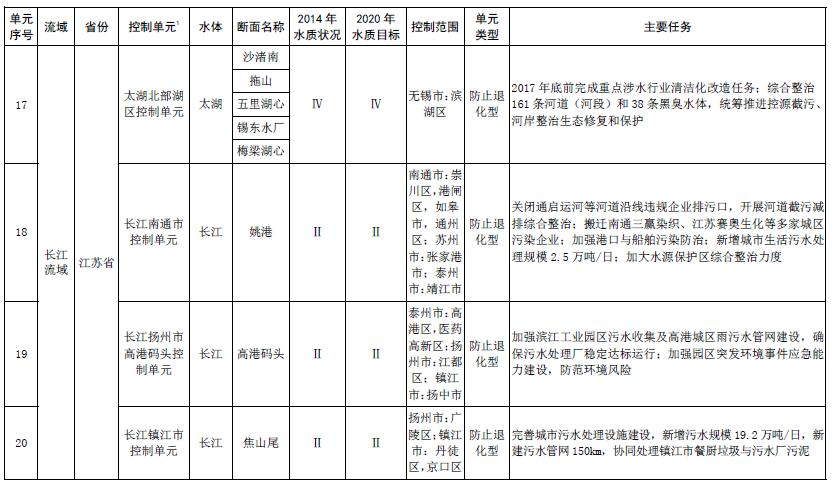 单元序号 流域 省份 控制单元1 水体 断面名称 2014年水质状况 2020年水质目标 控制范围 单元类型 主要任务
17
长江流域
江苏省
太湖北部湖
区控制单元
太湖
沙渚南
拖山
五里湖心
锡东水厂
梅梁湖心
Ⅳ
Ⅳ
无锡市：滨
湖区
防止退
化型
2017年底前完成重点涉水行业清洁化改造任务；综合整治
161条河道（河段）和38条黑臭水体，统筹推进控源截污、
河岸整治生态修复和保护
18
长江南通市
控制单元
长江
姚港
Ⅱ
Ⅱ
南通市：崇
川区，港闸
区，如皋
市，通州
区；苏州
市：张家港
市；泰州
市：靖江市
防止退
化型
关闭通启运河等河道沿线违规企业排污口，开展河道截污减
排综合整治；搬迁南通三赢染织、江苏赛奥生化等多家城区
污染企业；加强港口与船舶污染防治；新增城市生活污水处
理规模2.5万吨/日；加大水源保护区综合整治力度
19
长江扬州市
高港码头控
制单元
长江
高港码头
Ⅱ
Ⅱ
泰州市：高
港区，医药
高新区；扬
州市：江都
区；镇江
市：扬中市
防止退
化型
加强滨江工业园区污水收集及高港城区雨污水管网建设，确
保污水处理厂稳定达标运行；加强园区突发环境事件应急能
力建设，防范环境风险
20
长江镇江市
控制单元
长江
焦山尾
Ⅱ
Ⅱ
扬州市：广
陵区；镇江
市：丹徒
区，京口区
防止退
化型
完善城市污水处理设施建设，新增污水规模19.2万吨/日，新
建污水管网150km，协同处理镇江市餐厨垃圾与污水厂污泥